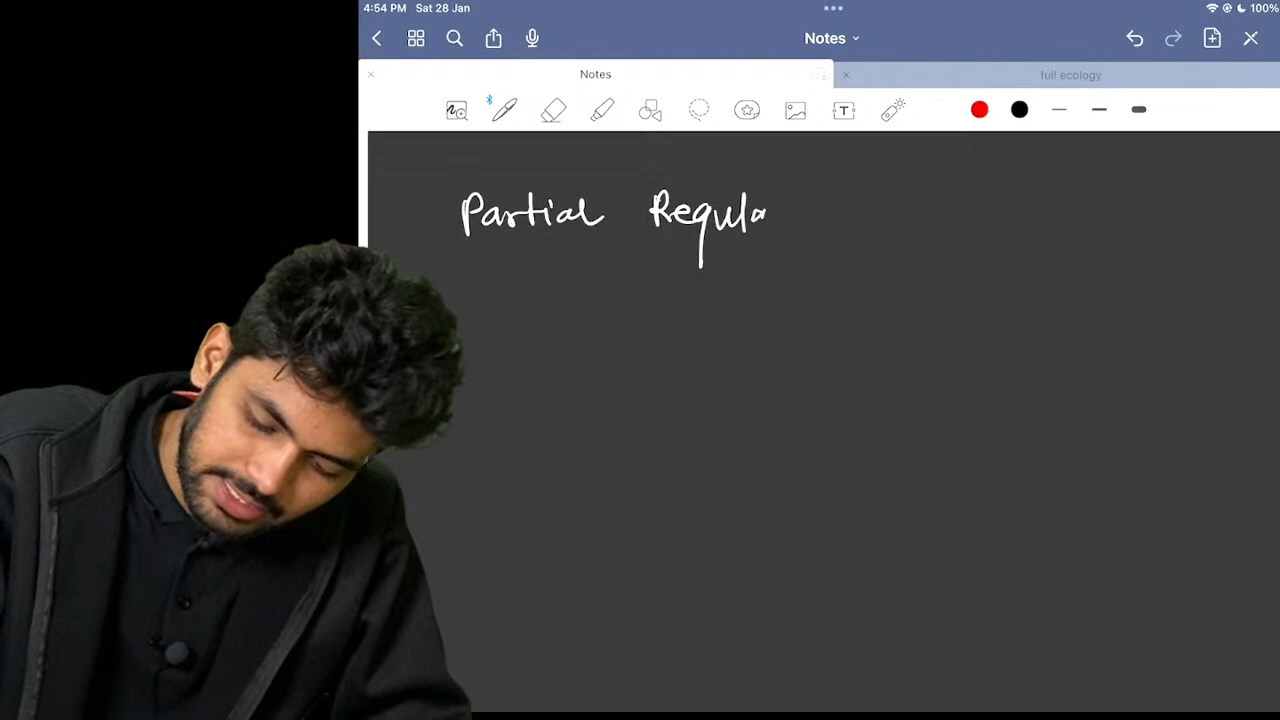 4:54 PM Sat 28 Jan
100%
Notes
Notes
full ecology
T
Partial Regula